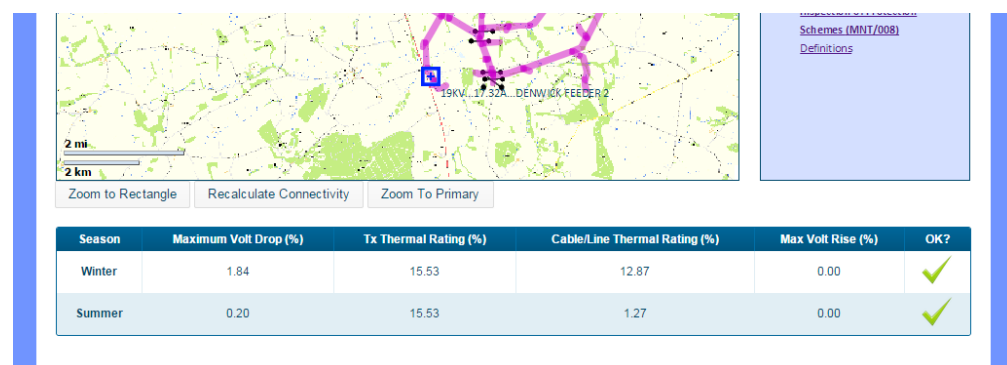 Schemes (MNT/008)
Definitions
19KV...17.32A...DENWICK FEEDER 2
2 mi
2 km
Zoom to Rectangle Recalculate Connectivity Zoom To Primary
Season Maximum Volt Drop (%) Tx Thermal Rating (%) Cable/Line Thermal Rating (%) Max Volt Rise (%) OK?
Winter 1.84 15.53 12.87 0.00
Summer 0.20 15.53 1.27 0.00